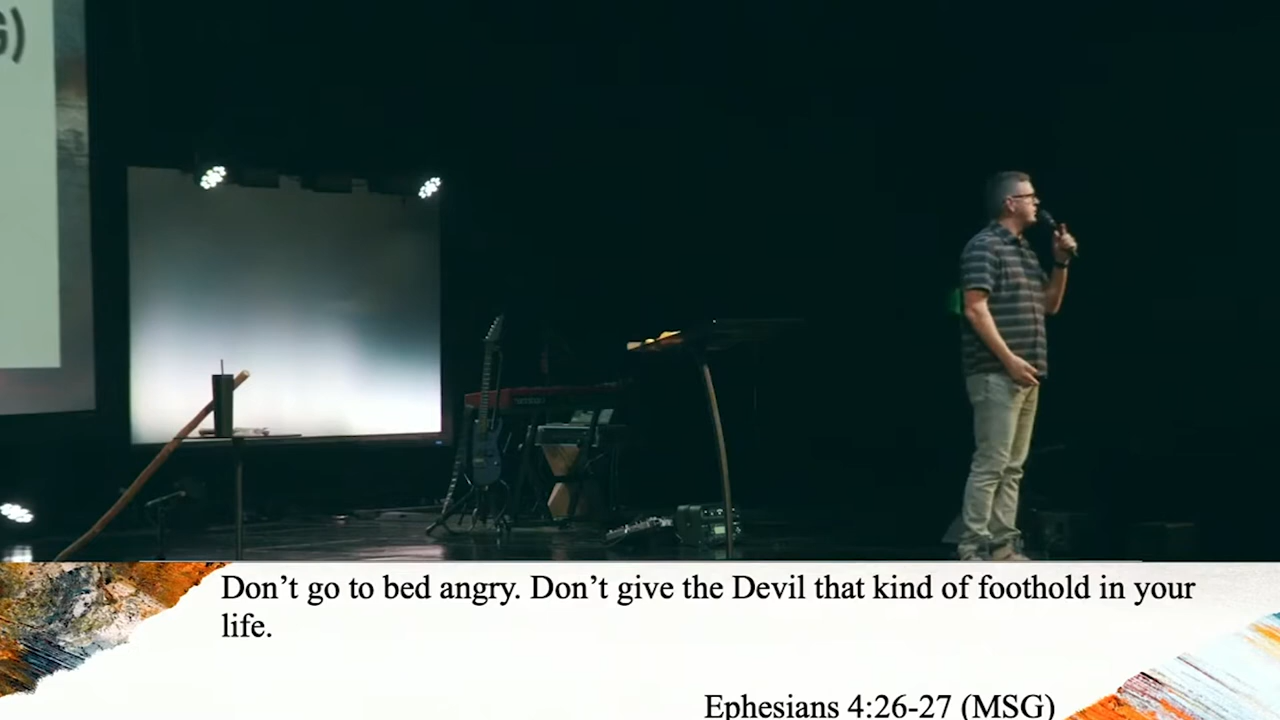 G)
Don’t go to bed angry. Don’t give the Devil that kind of foothold in your
life.
Ephesians 4:26-27 (MSG)